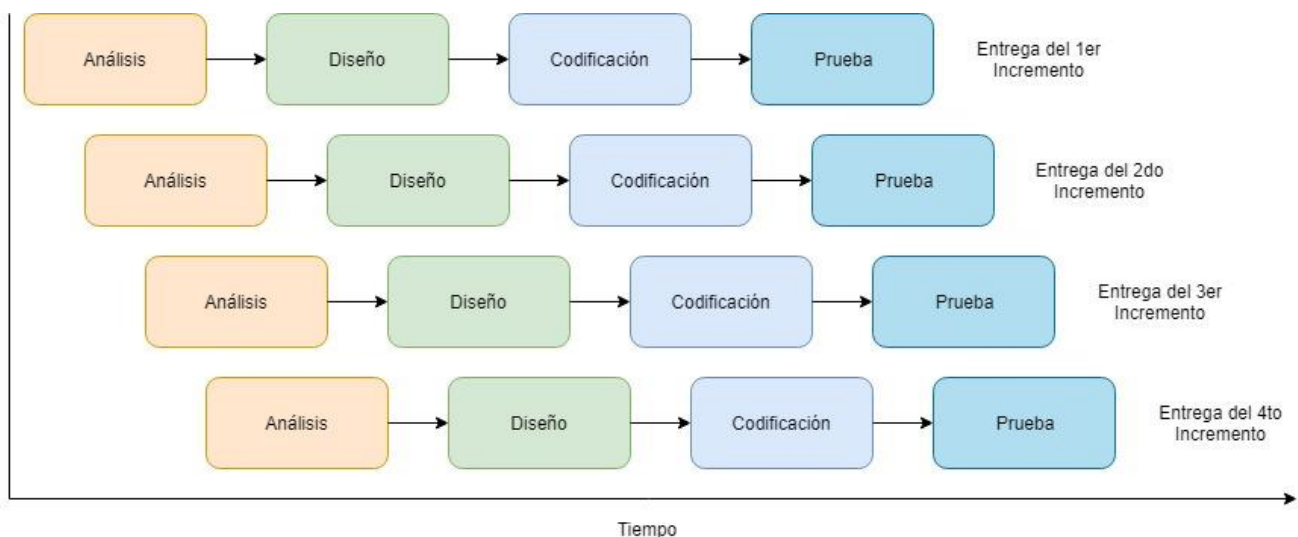 Análisis
Diseño
Codificación
Prueba
Entrega del 1er
Incremento
Análisis
Diseño
Codificación
Prueba
Entrega del 2do
Incremento
Análisis
Diseño
Codificación
Prueba
Entrega del 3er
Incremento
Análisis
Diseño
Codificación
Prueba
Entrega del 4to
Incremento
Tiempo